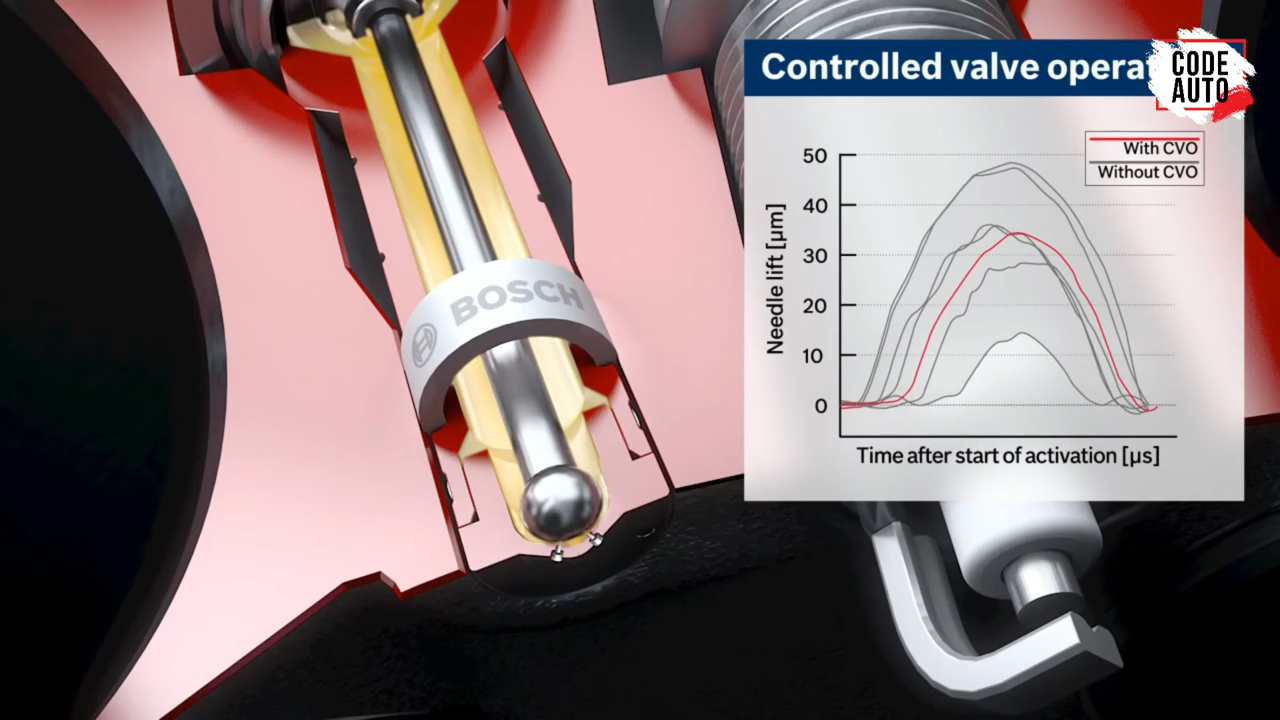 Controlled valve opera
CODE
AUTO
With CVO
Without CVO
50
40
30
20
10
0
Needle lift [µm]
Time after start of activation [µs]
BOSCH